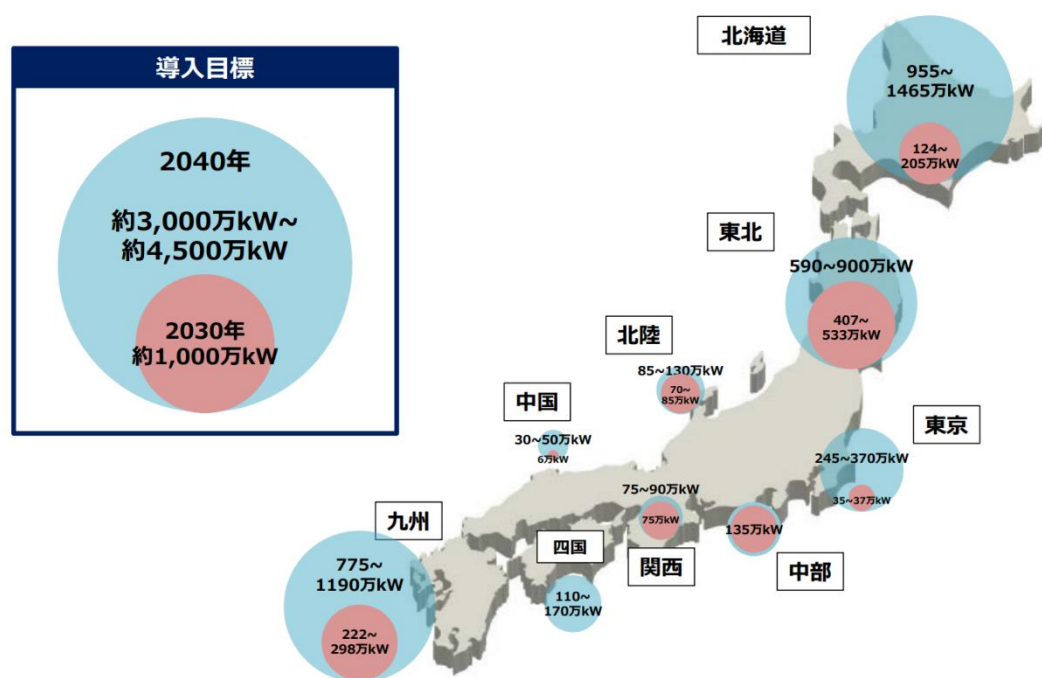 導入目標
2040年
約3,000万kW~
約4,500万kW
2030年
約1,000万kW
北海道
955~
1465万kW
124~
205万kW
東北
590~900万kW
407~
533万kW
北陸
85~130万kW
70~
85万kW
中国
30~50万kW
6万kW
東京
245~370万kW
35~37万kW
75~90万kW
75万kW
関西
135万kW
中部
九州
775~
1190万kW
222~
298万kW
四国
110~
170万kW